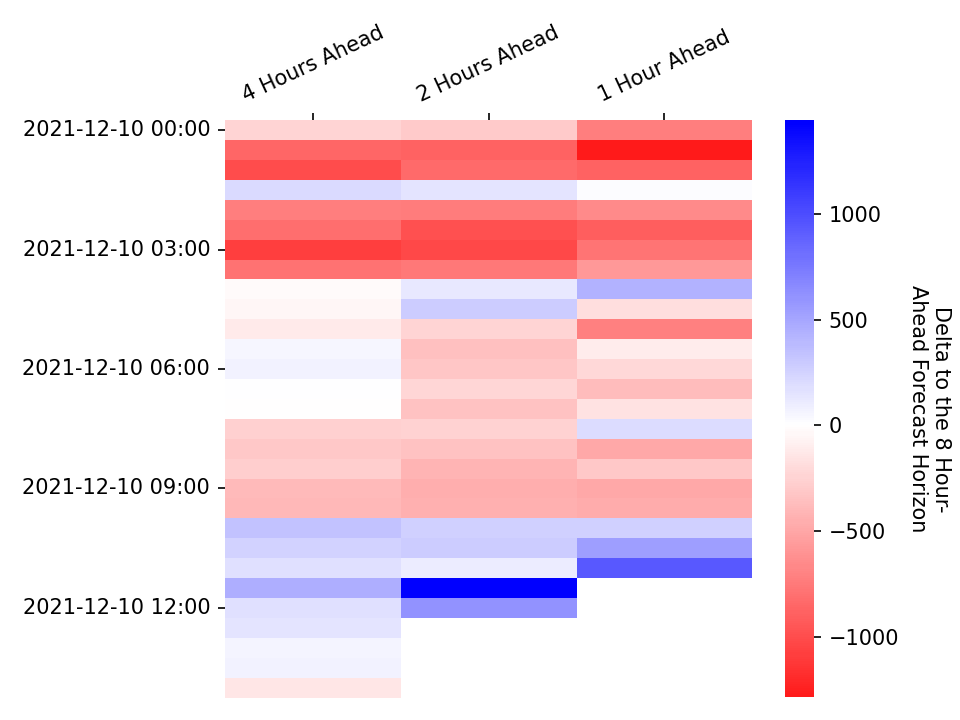 4 Hours Ahead
2 Hours Ahead
1 Hour Ahead
2021-12-10 00:00
2021-12-10 03:00
2021-12-10 06:00
2021-12-10 09:00
2021-12-10 12:00
1000
500
0
−500
−1000
Delta to the 8 Hour-
Ahead Forecast Horizon